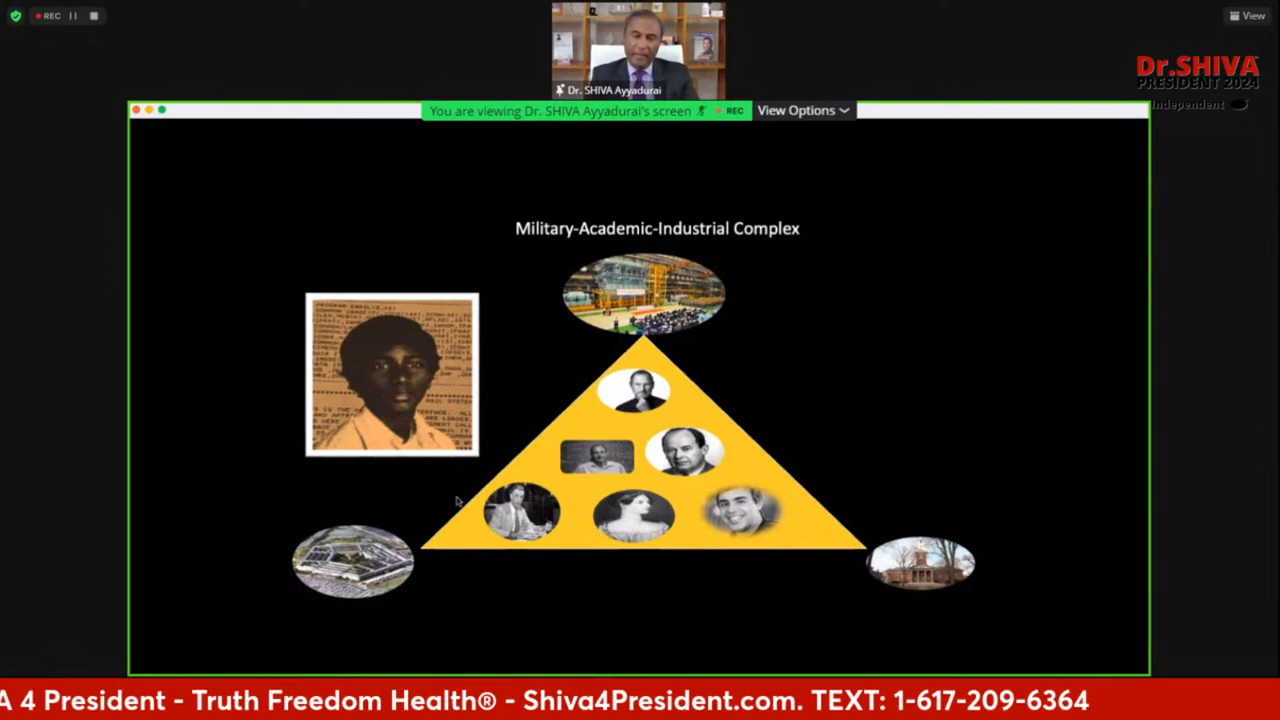 REC
View
Dr. SHIVA Ayyadurai
Dr.SHIVA
PRESIDENT 2024
Independent
You are viewing Dr. SHIVA Ayyadurai's screen
REC
View Options
Military-Academic-Industrial Complex
A 4 President - Truth Freedom Health® - Shiva4President.com. TEXT: 1-617-209-6364